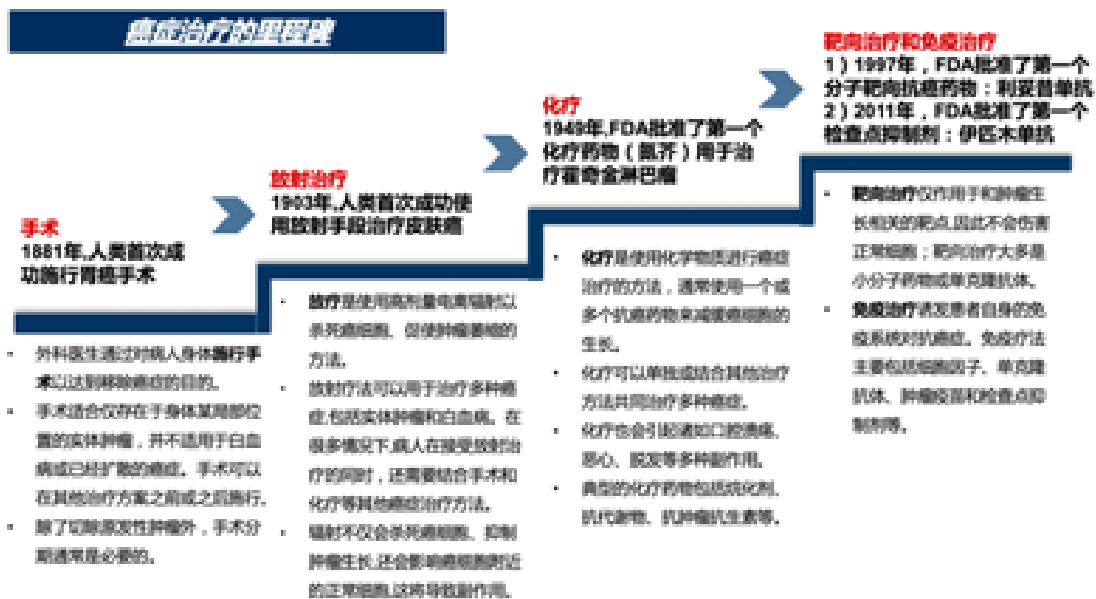 癌症治疗的里程碑
手术
1881年,人类首次成
功施行胃癌手术
• 外科医生通过对病人身体施行手
术以达到移除癌症的目的。
• 手术适合仅存在于身体某局部位
置的实体肿瘤，并不适用于白血
病或已经扩散的癌症。手术可以
在其他治疗方案之前或之后施行。
• 除了切除原发性肿瘤外，手术分
期通常是必要的。
放射治疗
1903年,人类首次成功使
用放射手段治疗皮肤癌
• 放疗是使用高剂量电离辐射以
杀死癌细胞、促使肿瘤萎缩的
方法。
• 放射疗法可以用于治疗多种癌
症,包括实体肿瘤和白血病。在
很多情况下,病人在接受放射治
疗的同时，还需要结合手术和
化疗等其他癌症治疗方法。
• 辐射不仅会杀死癌细胞、抑制
肿瘤生长,还会影响癌细胞附近
的正常细胞,这将导致副作用。
化疗
1949年,FDA批准了第一个
化疗药物（氮芥）用于治
疗霍奇金淋巴瘤
• 化疗是使用化学物质进行癌症
治疗的方法，通常使用一个或
多个抗癌药物来减缓癌细胞的
生长。
• 化疗可以单独或结合其他治疗
方法共同治疗多种癌症。
• 化疗也会引起诸如口腔溃疡、
恶心、脱发等多种副作用。
• 典型的化疗药物包括烷化剂、
抗代谢物、抗肿瘤抗生素等。
靶向治疗和免疫治疗
1）1997年，FDA批准了第一个
分子靶向抗癌药物：利妥昔单抗
2）2011年，FDA批准了第一个
检查点抑制剂：伊匹木单抗
• 靶向治疗仅作用于和肿瘤生
长相关的靶点,因此不会伤害
正常细胞；靶向治疗大多是
小分子药物或单克隆抗体。
• 免疫治疗诱发患者自身的免
疫系统对抗癌症。免疫疗法
主要包括细胞因子、单克隆
抗体、肿瘤疫苗和检查点抑
制剂等。